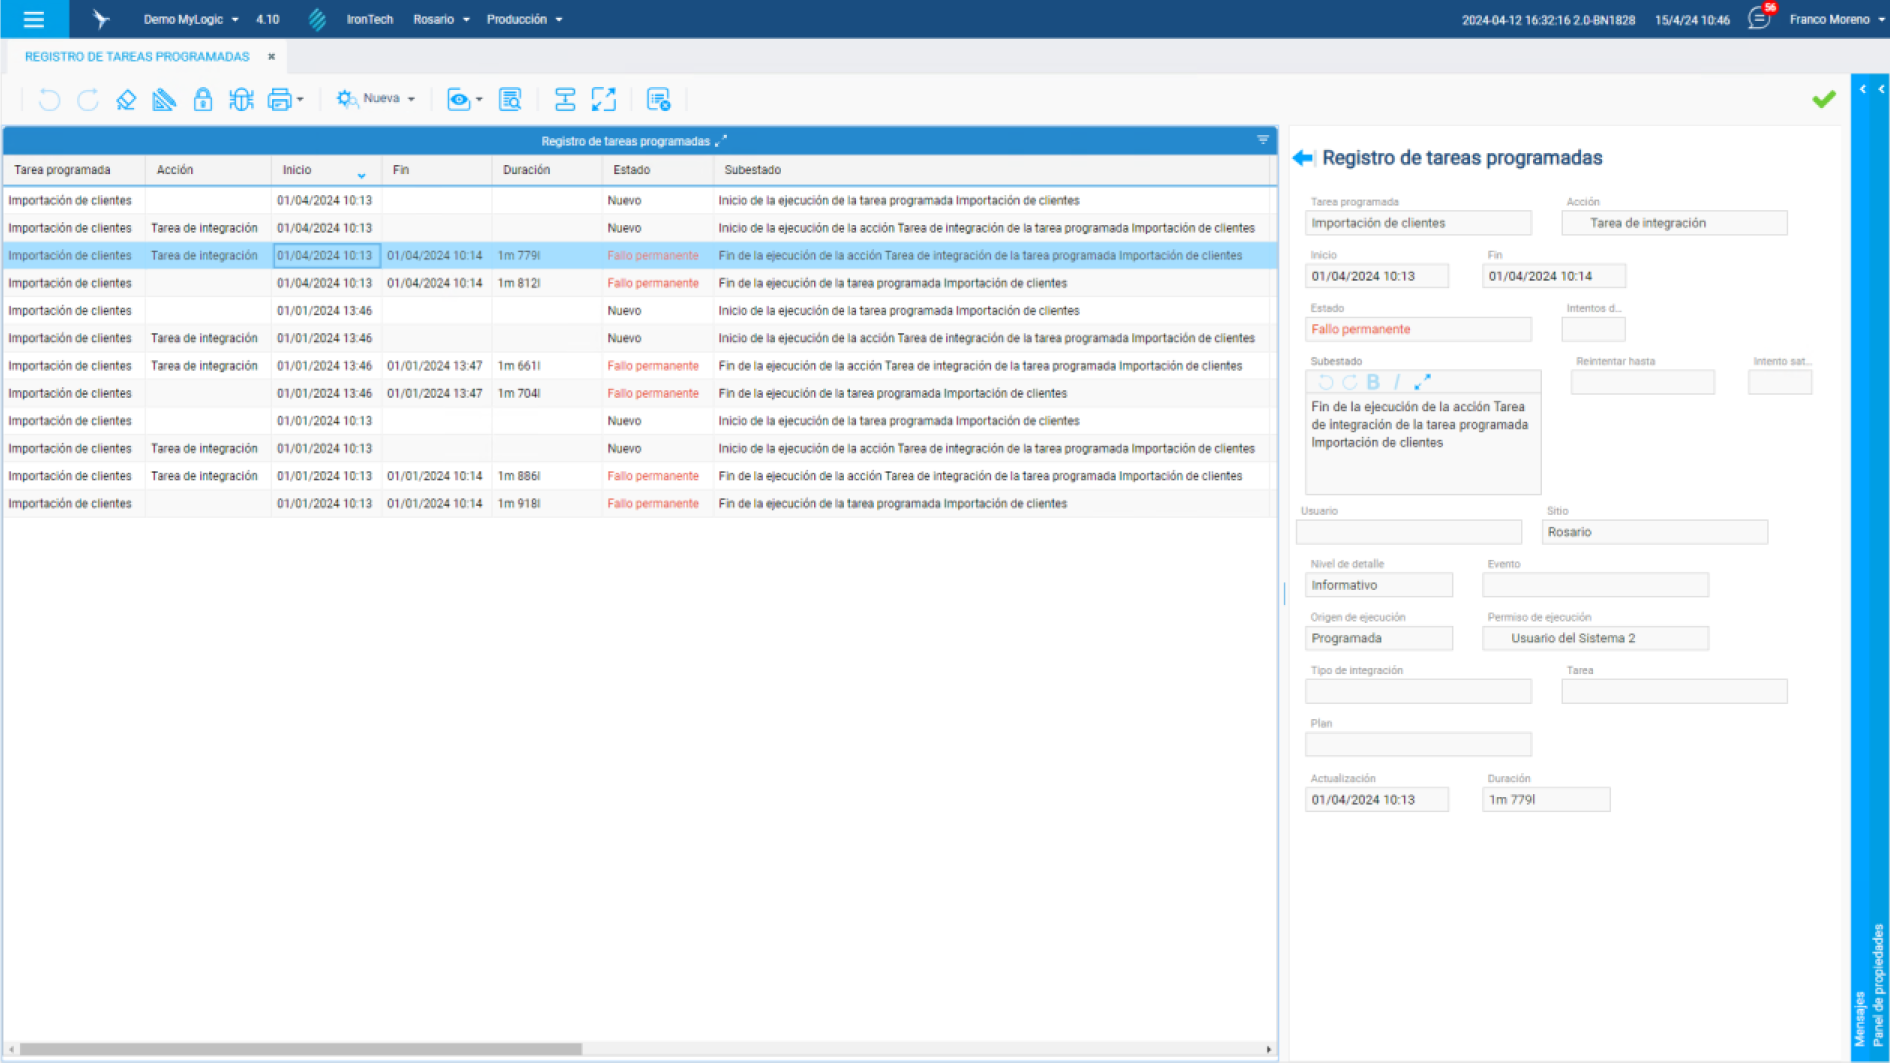 Demo MyLogic 4.10 IronTech Rosario Producción 2024-04-12 16:32:16 2.0-BN1828 15/4/24 10:46 56 Franco Moreno
REGISTRO DE TAREAS PROGRAMADAS
Nueva
Registro de tareas programadas
Tarea programada Acción Inicio Fin Duración Estado Subestado
Importación de clientes 01/04/2024 10:13 Nuevo Inicio de la ejecución de la tarea programada Importación de clientes
Importación de clientes Tarea de integración 01/04/2024 10:13 Nuevo Inicio de la ejecución de la acción Tarea de integración de la tarea programada Importación de clientes
Importación de clientes Tarea de integración 01/04/2024 10:13 01/04/2024 10:14 1m 779l Fallo permanente Fin de la ejecución de la acción Tarea de integración de la tarea programada Importación de clientes
Importación de clientes 01/04/2024 10:13 01/04/2024 10:14 1m 812l Fallo permanente Fin de la ejecución de la tarea programada Importación de clientes
Importación de clientes 01/01/2024 13:46 Nuevo Inicio de la ejecución de la tarea programada Importación de clientes
Importación de clientes Tarea de integración 01/01/2024 13:46 Nuevo Inicio de la ejecución de la acción Tarea de integración de la tarea programada Importación de clientes
Importación de clientes Tarea de integración 01/01/2024 13:46 01/01/2024 13:47 1m 661l Fallo permanente Fin de la ejecución de la acción Tarea de integración de la tarea programada Importación de clientes
Importación de clientes 01/01/2024 13:46 01/01/2024 13:47 1m 704l Fallo permanente Fin de la ejecución de la tarea programada Importación de clientes
Importación de clientes 01/01/2024 10:13 Nuevo Inicio de la ejecución de la tarea programada Importación de clientes
Importación de clientes Tarea de integración 01/01/2024 10:13 Nuevo Inicio de la ejecución de la acción Tarea de integración de la tarea programada Importación de clientes
Importación de clientes Tarea de integración 01/01/2024 10:13 01/01/2024 10:14 1m 886l Fallo permanente Fin de la ejecución de la acción Tarea de integración de la tarea programada Importación de clientes
Importación de clientes 01/01/2024 10:13 01/01/2024 10:14 1m 918l Fallo permanente Fin de la ejecución de la tarea programada Importación de clientes
Registro de tareas programadas
Tarea programada Acción
Importación de clientes Tarea de integración
Inicio Fin
01/04/2024 10:13 01/04/2024 10:14
Estado Intentos d...
Fallo permanente
Subestado Reintentar hasta Intento sat...
B I
Fin de la ejecución de la acción Tarea
de integración de la tarea programada
Importación de clientes
Usuario Sitio
Rosario
Nivel de detalle Evento
Informativo
Origen de ejecución Permiso de ejecución
Programada Usuario del Sistema 2
Tipo de integración Tarea
Plan
Actualización Duración
01/04/2024 10:13 1m 779l
Mensajes
Panel de propiedades